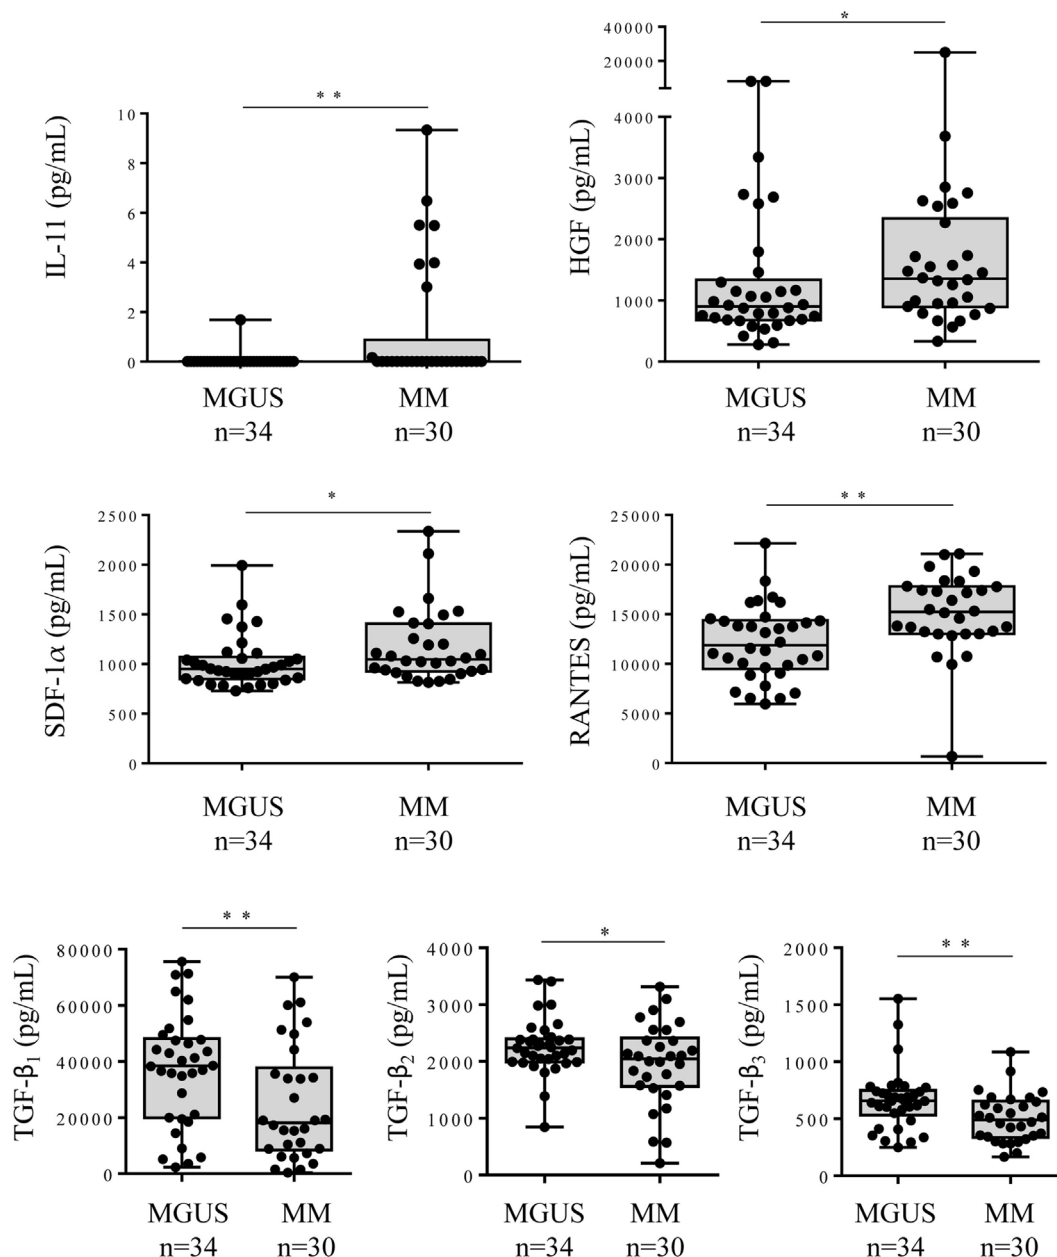 * *
IL-11 (pg/mL)
10
8
6
4
2
0
MGUS
n=34
MM
n=30
*
HGF (pg/mL)
40000
20000
4000
3000
2000
1000
0
MGUS
n=34
MM
n=30
*
SDF-1α (pg/mL)
2500
2000
1500
1000
500
0
MGUS
n=34
MM
n=30
* *
RANTES (pg/mL)
25000
20000
15000
10000
5000
0
MGUS
n=34
MM
n=30
* *
TGF-β1 (pg/mL)
80000
60000
40000
20000
0
MGUS
n=34
MM
n=30
*
TGF-β2 (pg/mL)
4000
3000
2000
1000
0
MGUS
n=34
MM
n=30
* *
TGF-β3 (pg/mL)
2000
1500
1000
500
0
MGUS
n=34
MM
n=30